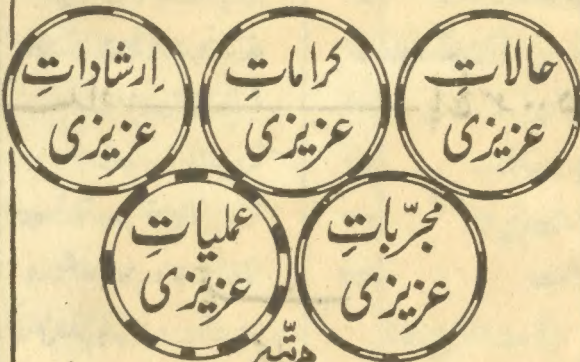 حالاتِ
عزیزی
کراماتِ
عزیزی
اِرشاداتِ
عزیزی
مجرّباتِ
عزیزی
عملیاتِ
عزیزی